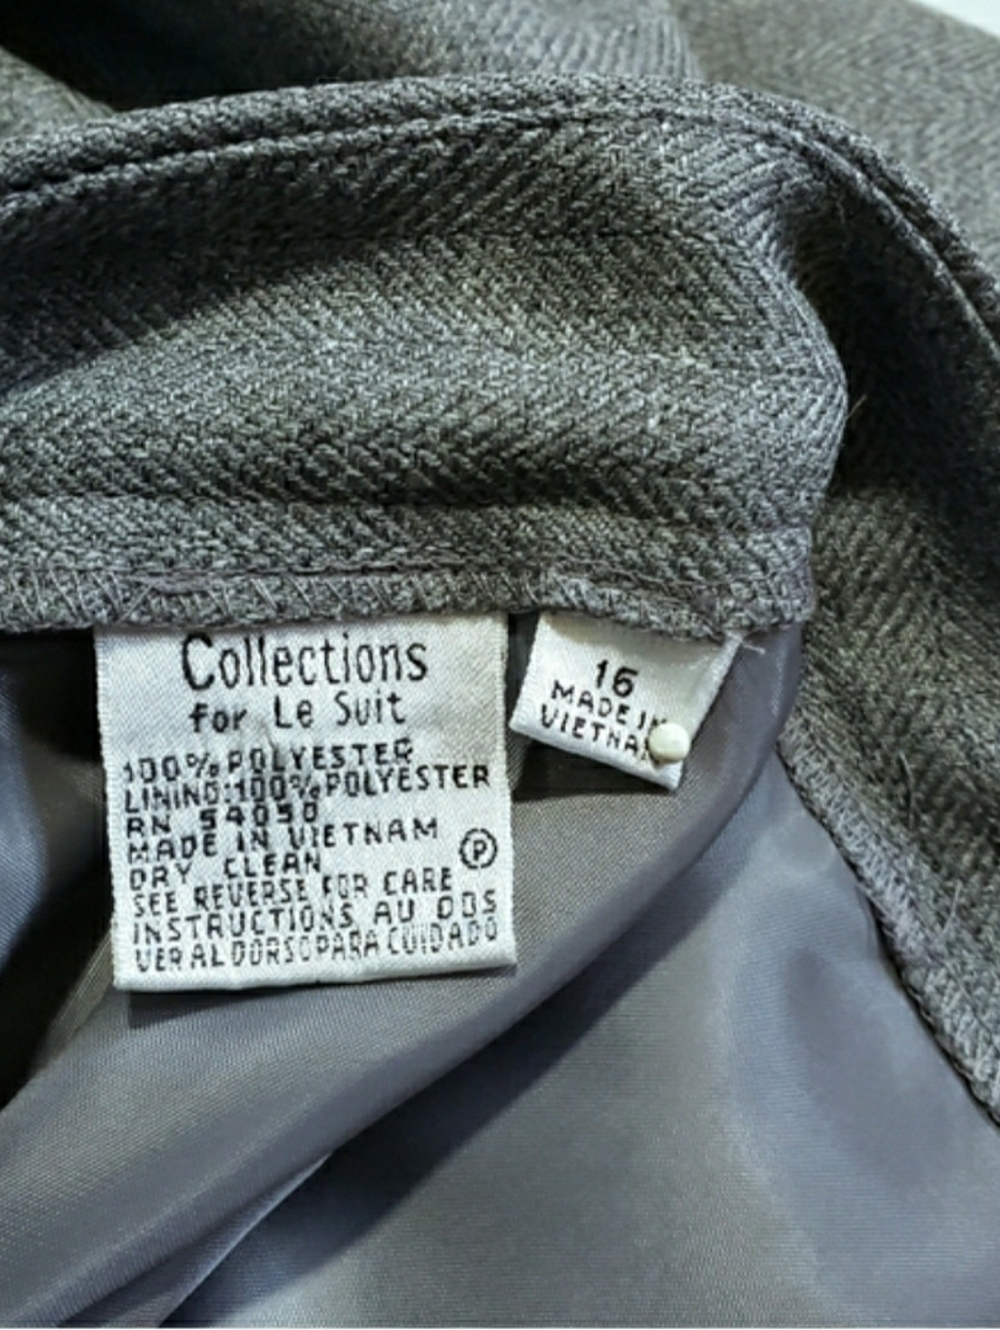 Collections
for Le Suit
100% POLYESTER
LINING:100% POLYESTER
RN 54050
MADE IN VIETNAM
DRY CLEAN
P
SEE REVERSE FOR CARE
INSTRUCTIONS AU DOS
VER AL DORSO PARA CUIDADO
16
MADE IN
VIETNA